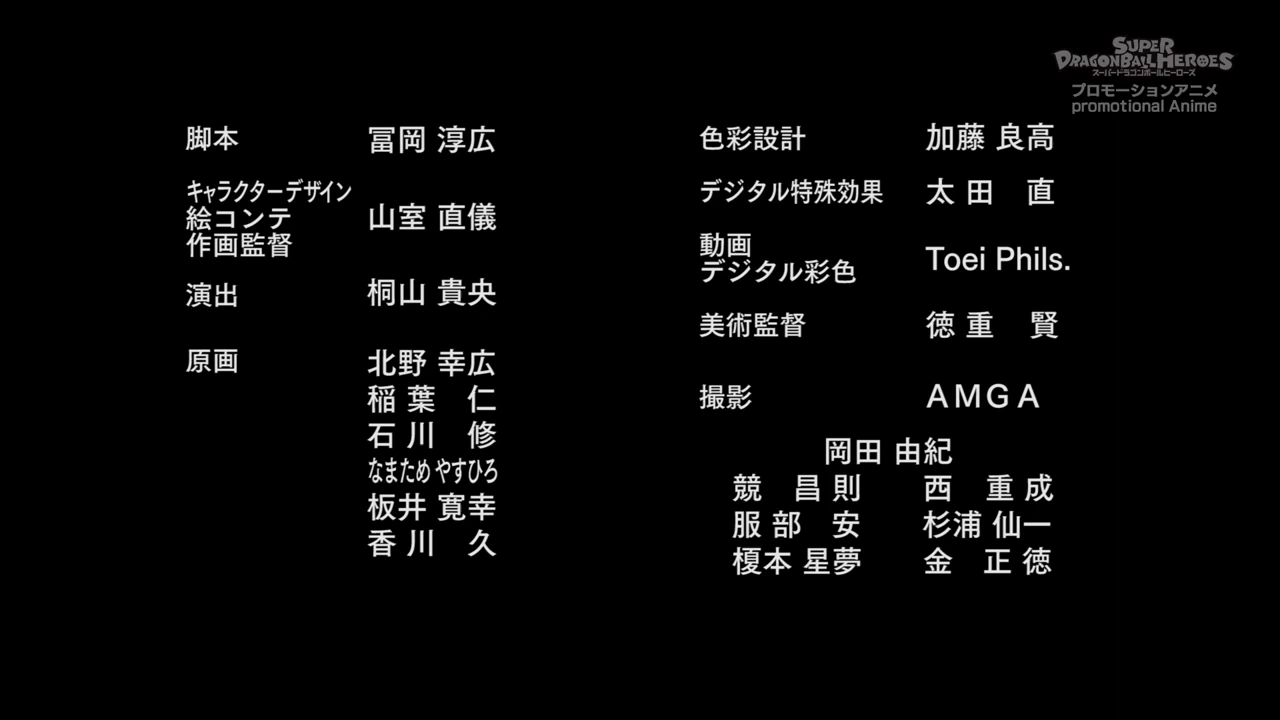 SUPER
DRAGONBALL HEROES
スーパードラゴンボールヒーローズ
プロモーションアニメ
promotional Anime
脚本 冨岡 淳広
キャラクターデザイン
絵コンテ 山室 直儀
作画監督
演出 桐山 貴央
原画 北野 幸広
稲葉 仁
石川 修
なまため やすひろ
板井 寛幸
香川 久
色彩設計 加藤 良高
デジタル特殊効果 太田 直
動画
デジタル彩色 Toei Phils.
美術監督 徳重 賢
撮影 AMGA
岡田 由紀
競 昌則 西 重成
服部 安 杉浦 仙一
榎本 星夢 金 正徳